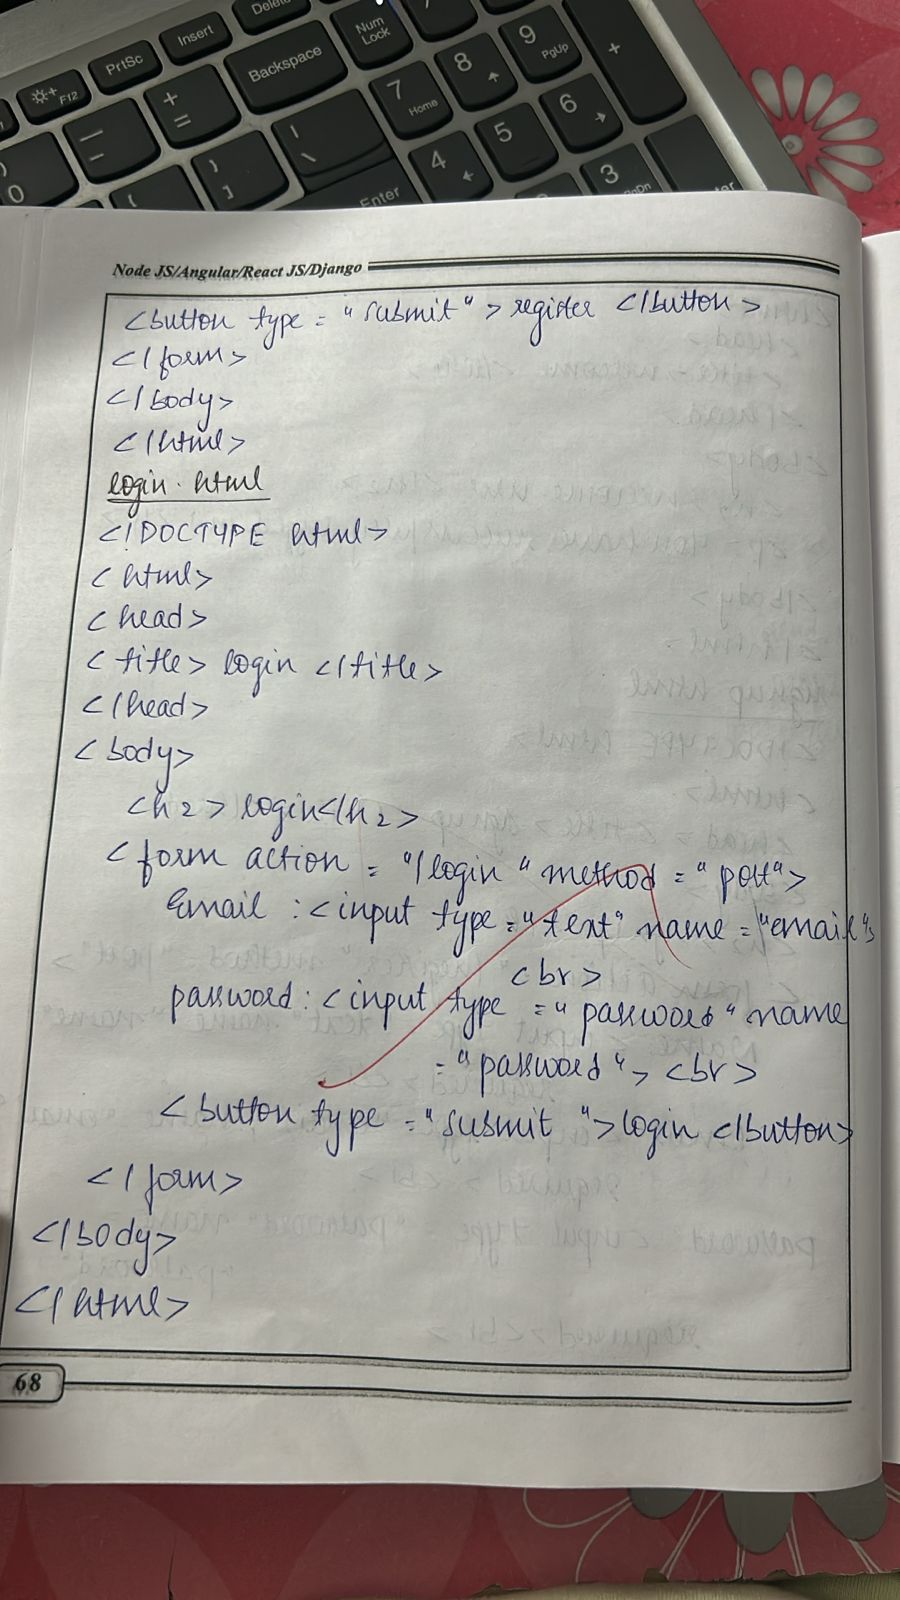 PrtSc
Insert
Delete
Backspace
Num
Lock
F12
7
Home
8
9
PgUp
4
5
6
3
Enter
0
Node JS/Angular/React JS/Django
<button type = "submit"> register </button>
</form>
</body>
</html>
login.html
<!DOCTYPE html>
<html>
<head>
<title> login </title>
</head>
<body>
<h2> login</h2>
<form action = "/login" method = "post">
Email : <input type = "text" name = "email">
<br>
password : <input type = "password" name
= "password"> <br>
<button type = "submit"> login </button>
</form>
</body>
</html>
68